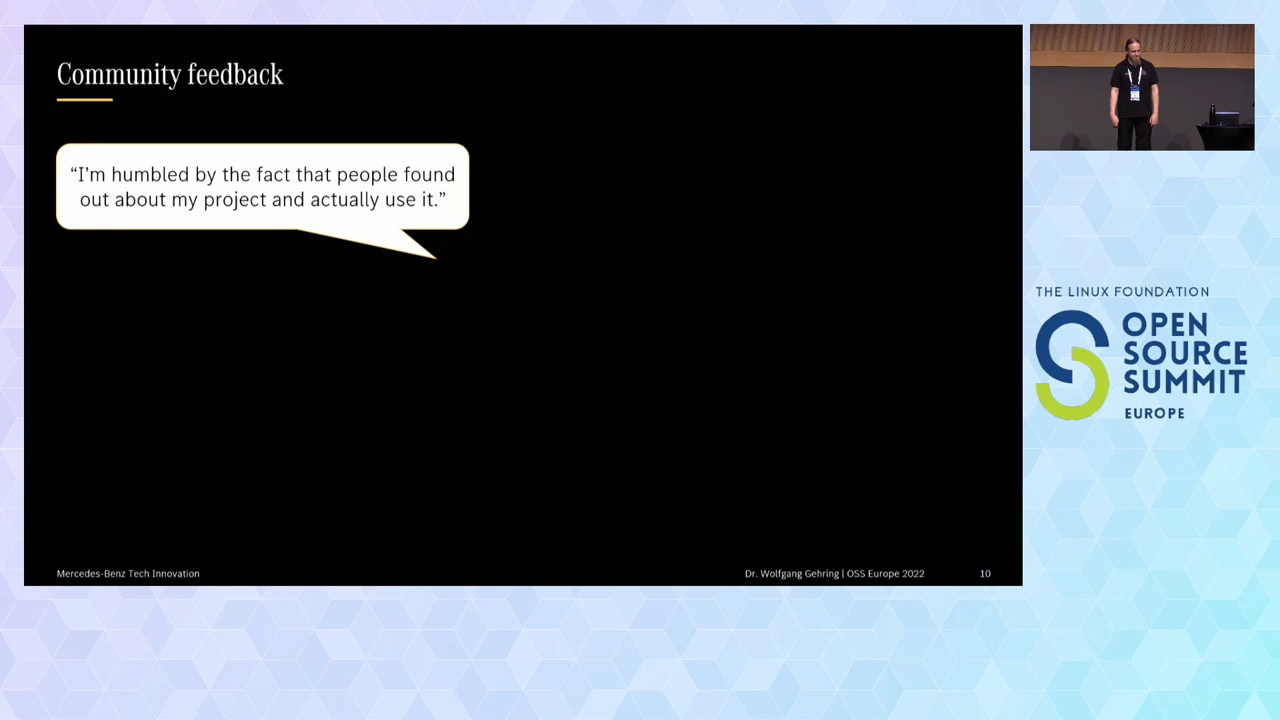 Community feedback
“I’m humbled by the fact that people found
out about my project and actually use it.”
Mercedes-Benz Tech Innovation
Dr. Wolfgang Gehring | OSS Europe 2022
10
THE LINUX FOUNDATION
OPEN
SOURCE
SUMMIT
EUROPE